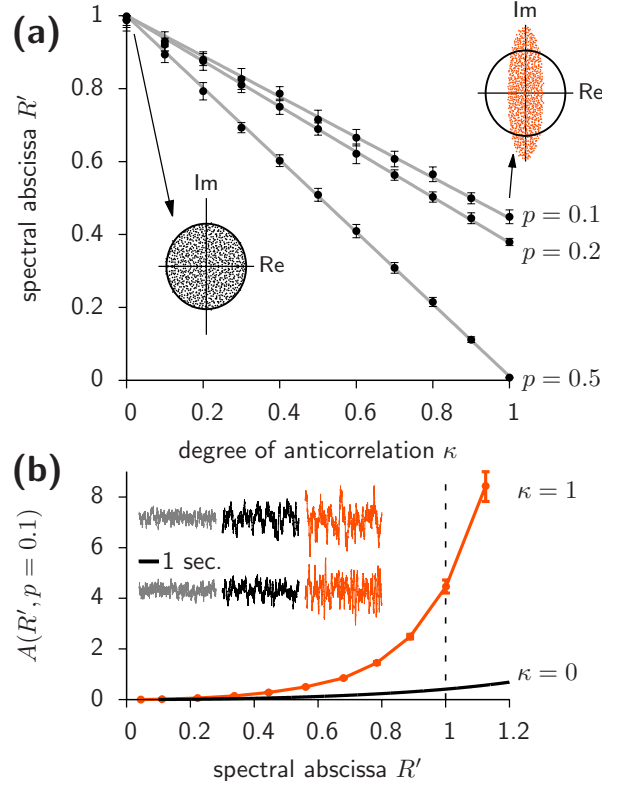 (a)
1
0.8
0.6
0.4
0.2
0
spectral abscissa R′
Im
Re
Im
Re
p = 0.1
p = 0.2
p = 0.5
0 0.2 0.4 0.6 0.8 1
degree of anticorrelation κ
(b)
8
6
4
2
0
A(R′, p = 0.1)
1 sec.
κ = 1
κ = 0
0 0.2 0.4 0.6 0.8 1 1.2
spectral abscissa R′